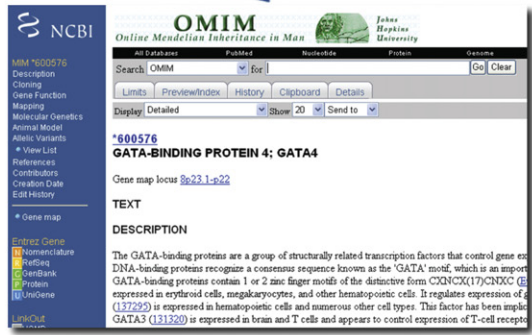 NCBI
OMIM
Online Mendelian Inheritance in Man
Johns
Hopkins
University
All Databases PubMed Nucleotide Protein Genome
Search OMIM for Go Clear
Limits Preview/Index History Clipboard Details
Display Detailed Show 20 Send to
MIM *600576
Description
Cloning
Gene Function
Mapping
Molecular Genetics
Animal Model
Allelic Variants
View List
References
Contributors
Creation Date
Edit History
Gene map
Entrez Gene
N Nomenclature
R RefSeq
G GenBank
P Protein
U UniGene
LinkOut
*600576
GATA-BINDING PROTEIN 4; GATA4
Gene map locus 8p23.1-p22
TEXT
DESCRIPTION
The GATA-binding proteins are a group of structurally related transcription factors that control gene ex
DNA-binding proteins recognize a consensus sequence known as the 'GATA' motif, which is an import
GATA-binding proteins contain 1 or 2 zinc finger motifs of the distinctive form CXNCX(17)CNXC (E
expressed in erythroid cells, megakaryocytes, and other hematopoietic cells. It regulates expression of g
(137295) is expressed in hematopoietic cells and numerous other cell types. This factor has been implic
GATA3 (131320) is expressed in brain and T cells and appears to control expression of T-cell recepto